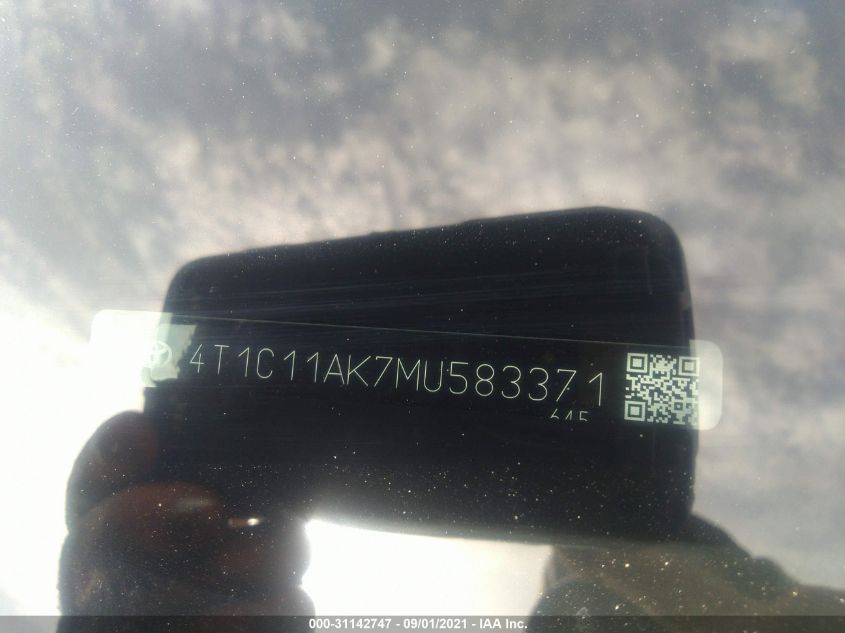 4T1C11AK7MU583371
645
000-31142747 - 09/01/2021 - IAA Inc.